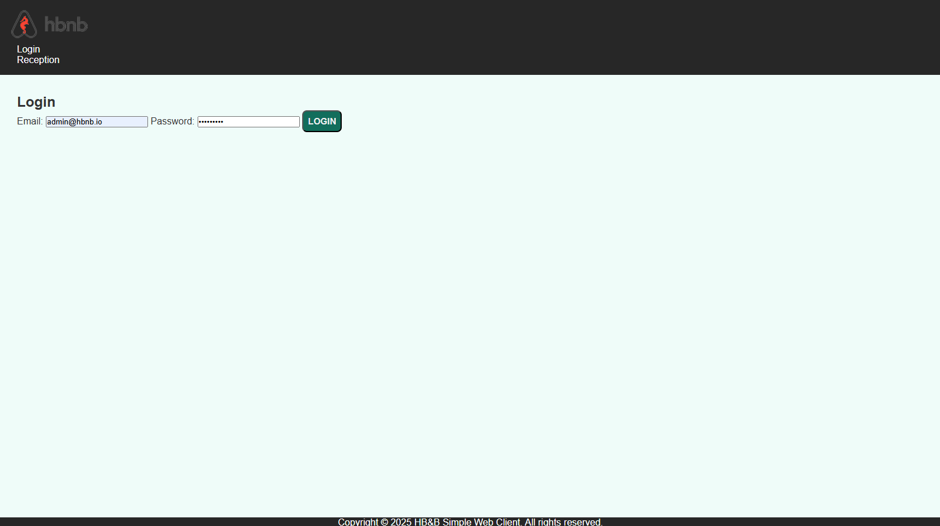 hbnb
Login
Reception
Login
Email: admin@hbnb.io Password: ••••••••• LOGIN
Copyright © 2025 HB&B Simple Web Client. All rights reserved.